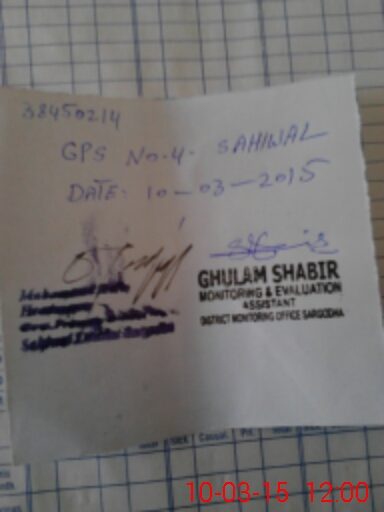 38450214
GPS No.4. SAHIWAL
DATE: 10-03-2015
GHULAM SHABIR
MONITORING & EVALUATION
ASSISTANT
DISTRICT MONITORING OFFICE SARGODHA
Casual
10-03-15 12:00